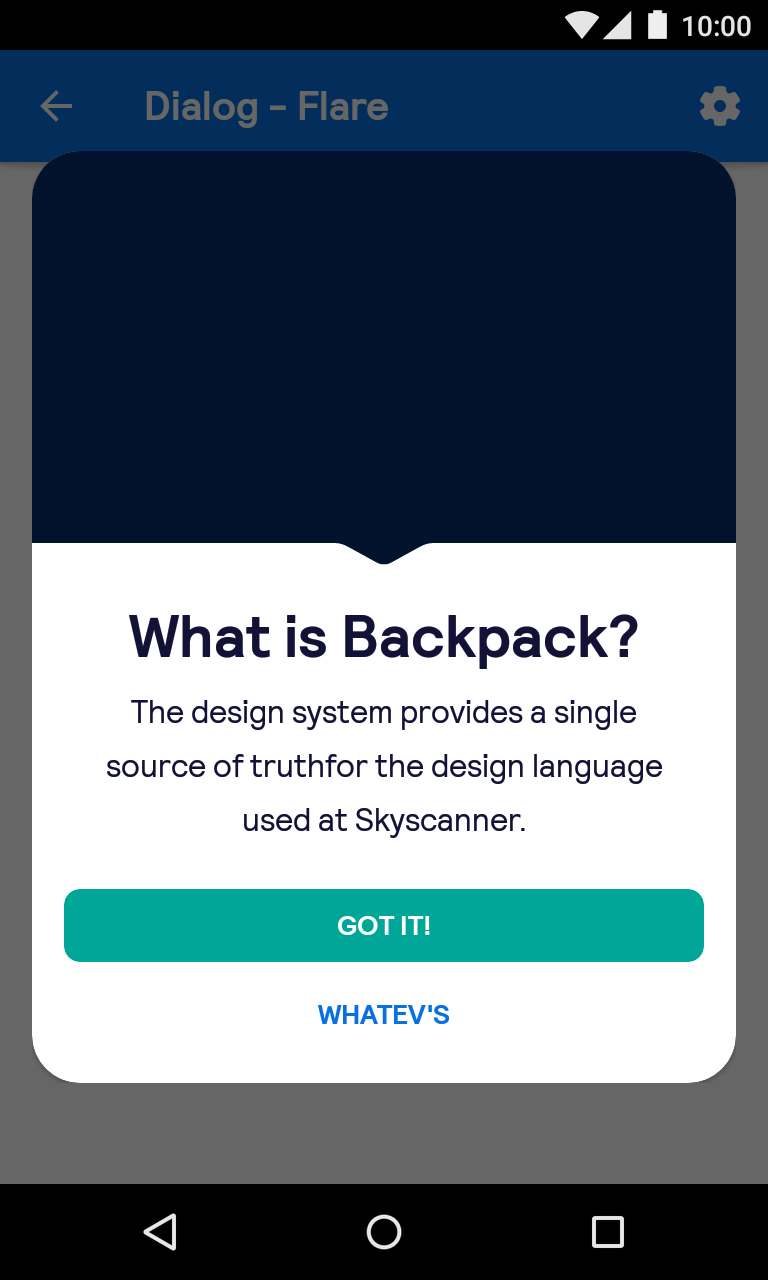 10:00
Dialog - Flare
What is Backpack?
The design system provides a single
source of truthfor the design language
used at Skyscanner.
GOT IT!
WHATEV'S